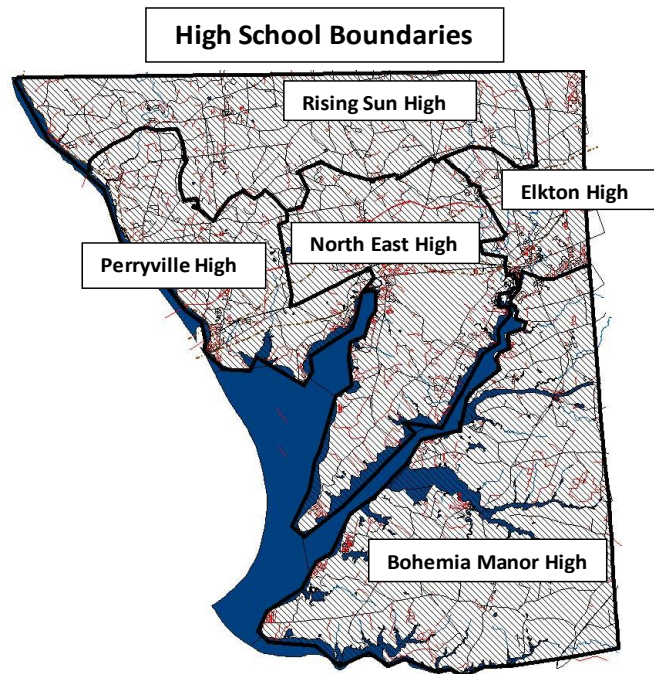 High School Boundaries
Rising Sun High
Elkton High
North East High
Perryville High
Bohemia Manor High